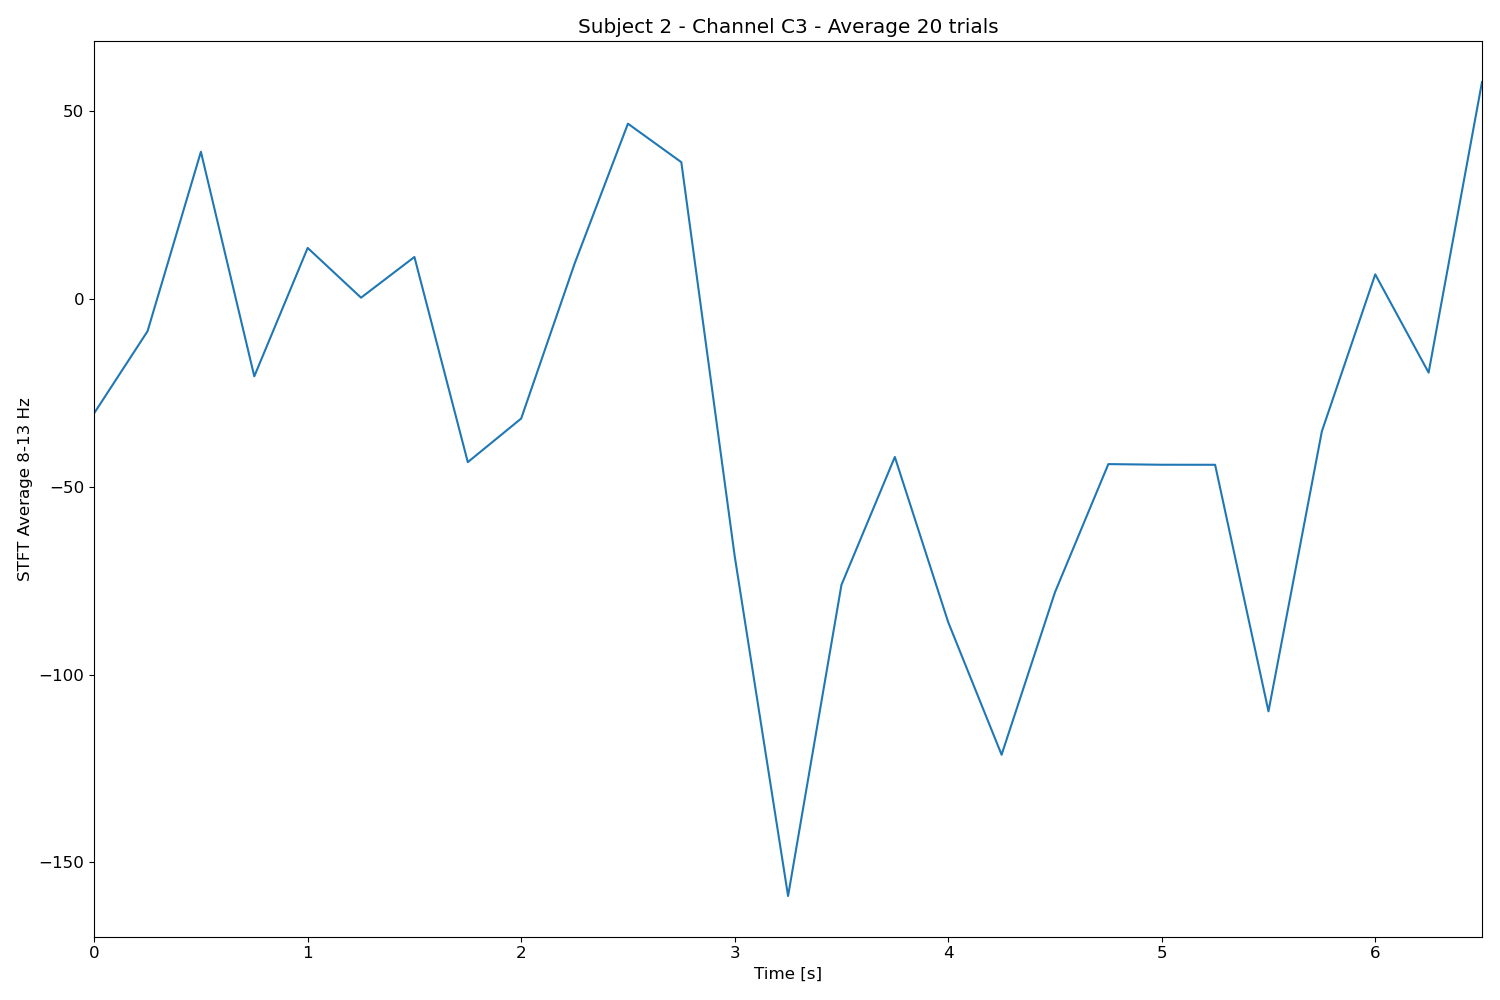 Subject 2 - Channel C3 - Average 20 trials
STFT Average 8-13 Hz
50
0
−50
−100
−150
0 1 2 3 4 5 6
Time [s]